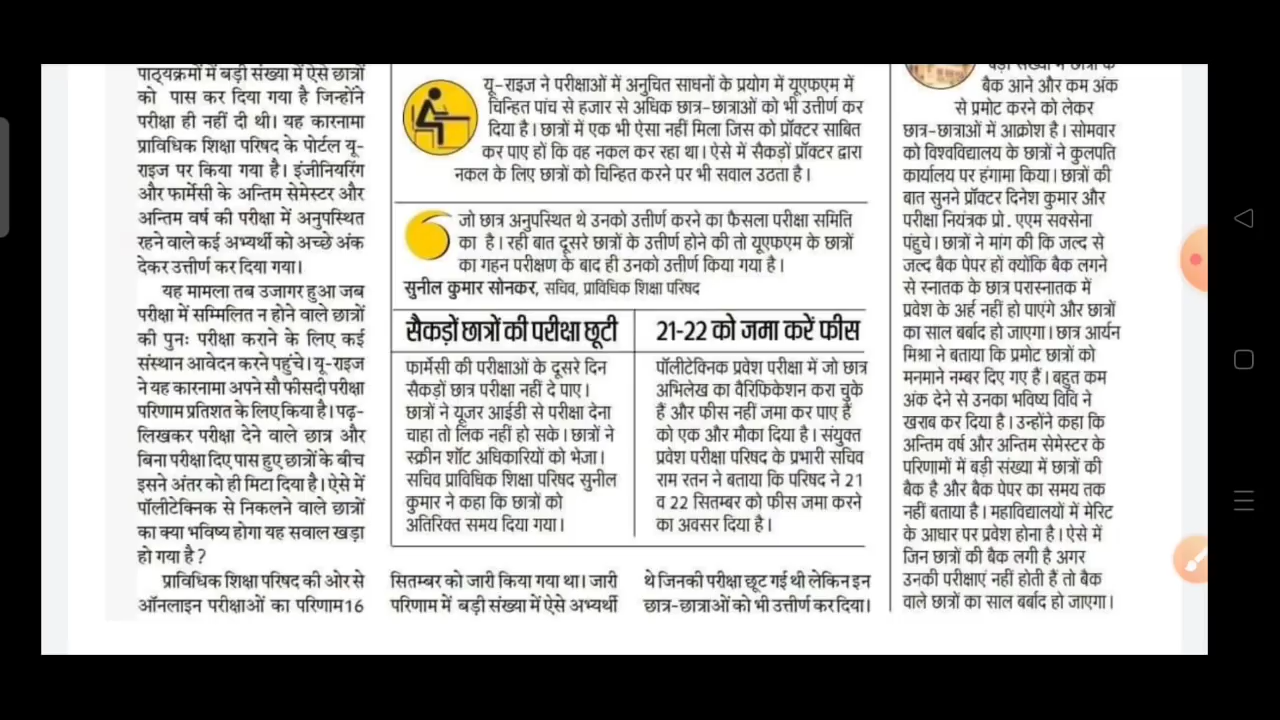 पाठ्यक्रमों में बड़ी संख्या में ऐसे छात्रों
को पास कर दिया गया है जिन्होंने
परीक्षा ही नहीं दी थी। यह कारनामा
प्राविधिक शिक्षा परिषद के पोर्टल यू-
राइज पर किया गया है। इंजीनियरिंग
और फार्मेसी के अन्तिम सेमेस्टर और
अन्तिम वर्ष की परीक्षा में अनुपस्थित
रहने वाले कई अभ्यर्थी को अच्छे अंक
देकर उत्तीर्ण कर दिया गया।
यह मामला तब उजागर हुआ जब
परीक्षा में सम्मिलित न होने वाले छात्रों
की पुनः परीक्षा कराने के लिए कई
संस्थान आवेदन करने पहुंचे। यू-राइज
ने यह कारनामा अपने सौ फीसदी परीक्षा
परिणाम प्रतिशत के लिए किया है। पढ़-
लिखकर परीक्षा देने वाले छात्र और
बिना परीक्षा दिए पास हुए छात्रों के बीच
इसने अंतर को ही मिटा दिया है। ऐसे में
पॉलीटेक्निक से निकलने वाले छात्रों
का क्या भविष्य होगा यह सवाल खड़ा
हो गया है?
प्राविधिक शिक्षा परिषद की ओर से
ऑनलाइन परीक्षाओं का परिणाम16
यू-राइज ने परीक्षाओं में अनुचित साधनों के प्रयोग में यूएफएम में
चिन्हित पांच से हजार से अधिक छात्र-छात्राओं को भी उत्तीर्ण कर
दिया है। छात्रों में एक भी ऐसा नहीं मिला जिस को प्रॉक्टर साबित
कर पाए हों कि वह नकल कर रहा था। ऐसे में सैकड़ों प्रॉक्टर द्वारा
नकल के लिए छात्रों को चिन्हित करने पर भी सवाल उठता है।
जो छात्र अनुपस्थित थे उनको उत्तीर्ण करने का फैसला परीक्षा समिति
का है। रही बात दूसरे छात्रों के उत्तीर्ण होने की तो यूएफएम के छात्रों
का गहन परीक्षण के बाद ही उनको उत्तीर्ण किया गया है।
सुनील कुमार सोनकर, सचिव, प्राविधिक शिक्षा परिषद
सैकड़ों छात्रों की परीक्षा छूटी
फार्मेसी की परीक्षाओं के दूसरे दिन
सैकड़ों छात्र परीक्षा नहीं दे पाए।
छात्रों ने यूजर आईडी से परीक्षा देना
चाहा तो लिंक नहीं हो सके। छात्रों ने
स्क्रीन शॉट अधिकारियों को भेजा।
सचिव प्राविधिक शिक्षा परिषद सुनील
कुमार ने कहा कि छात्रों को
अतिरिक्त समय दिया गया।
21-22 को जमा करें फीस
पॉलीटेक्निक प्रवेश परीक्षा में जो छात्र
अभिलेख का वैरिफिकेशन करा चुके
हैं और फीस नहीं जमा कर पाए हैं
को एक और मौका दिया है। संयुक्त
प्रवेश परीक्षा परिषद के प्रभारी सचिव
राम रतन ने बताया कि परिषद ने 21
व 22 सितम्बर को फीस जमा करने
का अवसर दिया है।
सितम्बर को जारी किया गया था। जारी
परिणाम में बड़ी संख्या में ऐसे अभ्यर्थी
थे जिनकी परीक्षा छूट गई थी लेकिन इन
छात्र-छात्राओं को भी उत्तीर्ण कर दिया।
बैक आने और कम अंक
से प्रमोट करने को लेकर
छात्र-छात्राओं में आक्रोश है। सोमवार
को विश्वविद्यालय के छात्रों ने कुलपति
कार्यालय पर हंगामा किया। छात्रों की
बात सुनने प्रॉक्टर दिनेश कुमार और
परीक्षा नियंत्रक प्रो. एएम सक्सेना
पंहुचे। छात्रों ने मांग की कि जल्द से
जल्द बैक पेपर हों क्योंकि बैक लगने
से स्नातक के छात्र परास्नातक में
प्रवेश के अर्ह नहीं हो पाएंगे और छात्रों
का साल बर्बाद हो जाएगा। छात्र आर्यन
मिश्रा ने बताया कि प्रमोट छात्रों को
मनमाने नम्बर दिए गए हैं। बहुत कम
अंक देने से उनका भविष्य विवि ने
खराब कर दिया है। उन्होंने कहा कि
अन्तिम वर्ष और अन्तिम सेमेस्टर के
परिणामों में बड़ी संख्या में छात्रों की
बैक है और बैक पेपर का समय तक
नहीं बताया है। महाविद्यालयों में मेरिट
के आधार पर प्रवेश होना है। ऐसे में
जिन छात्रों की बैक लगी है अगर
उनकी परीक्षाएं नहीं होती हैं तो बैक
वाले छात्रों का साल बर्बाद हो जाएगा।